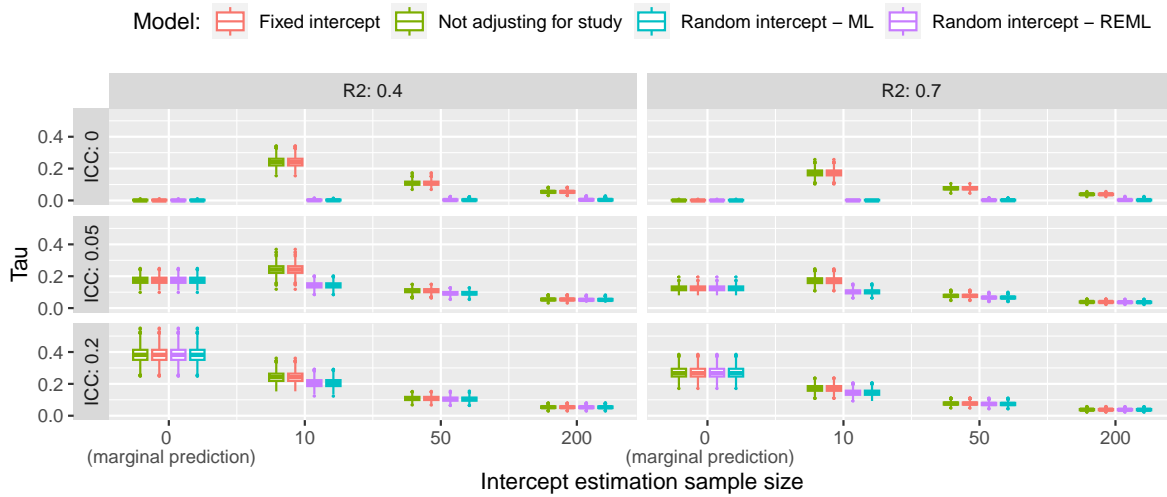 Model: Fixed intercept Not adjusting for study Random intercept – ML Random intercept – REML
R2: 0.4 R2: 0.7
ICC: 0
0.4
0.2
0.0
ICC: 0.05
0.4
0.2
0.0
ICC: 0.2
0.4
0.2
0.0
Tau
0 10 50 200 0 10 50 200
(marginal prediction) (marginal prediction)
Intercept estimation sample size